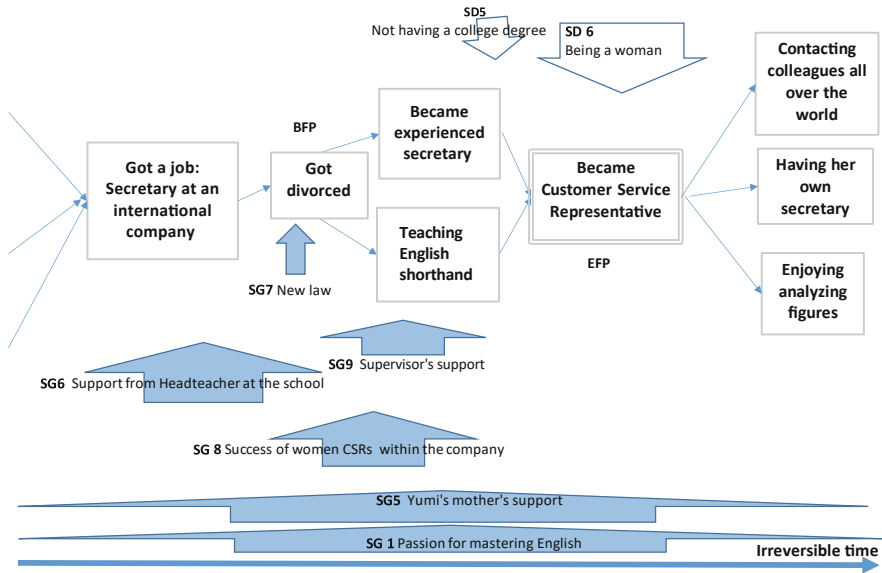 SD5
Not having a college degree
SD 6
Being a woman
Contacting
colleagues all
over the
world
BFP
Became
experienced
secretary
Got a job:
Secretary at an
international
company
Got
divorced
Became
Customer Service
Representative
Having her
own
secretary
Teaching
English
shorthand
EFP
SG7 New law
Enjoying
analyzing
figures
SG9 Supervisor's support
SG6 Support from Headteacher at the school
SG 8 Success of women CSRs within the company
SG5 Yumi's mother's support
SG 1 Passion for mastering English
Irreversible time